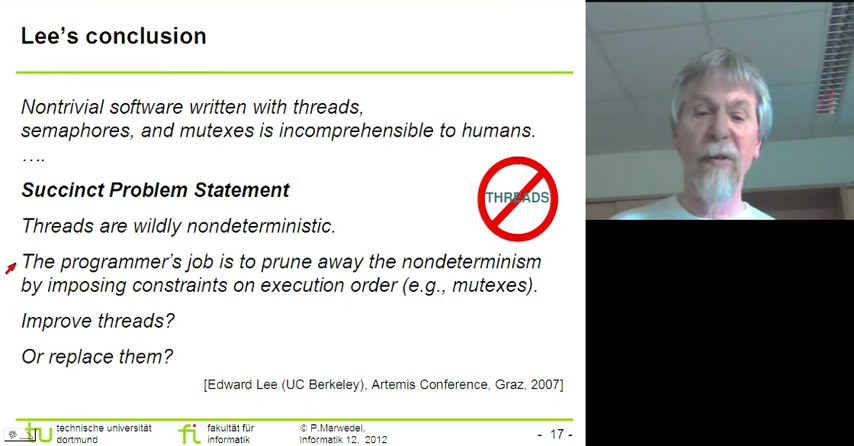 Lee's conclusion
Nontrivial software written with threads,
semaphores, and mutexes is incomprehensible to humans.
….
Succinct Problem Statement
THREADS
Threads are wildly nondeterministic.
The programmer's job is to prune away the nondeterminism
by imposing constraints on execution order (e.g., mutexes).
Improve threads?
Or replace them?
[Edward Lee (UC Berkeley), Artemis Conference, Graz, 2007]
tu technische universität
dortmund
fi fakultät für
informatik
© P.Marwedel,
Informatik 12, 2012
- 17 -